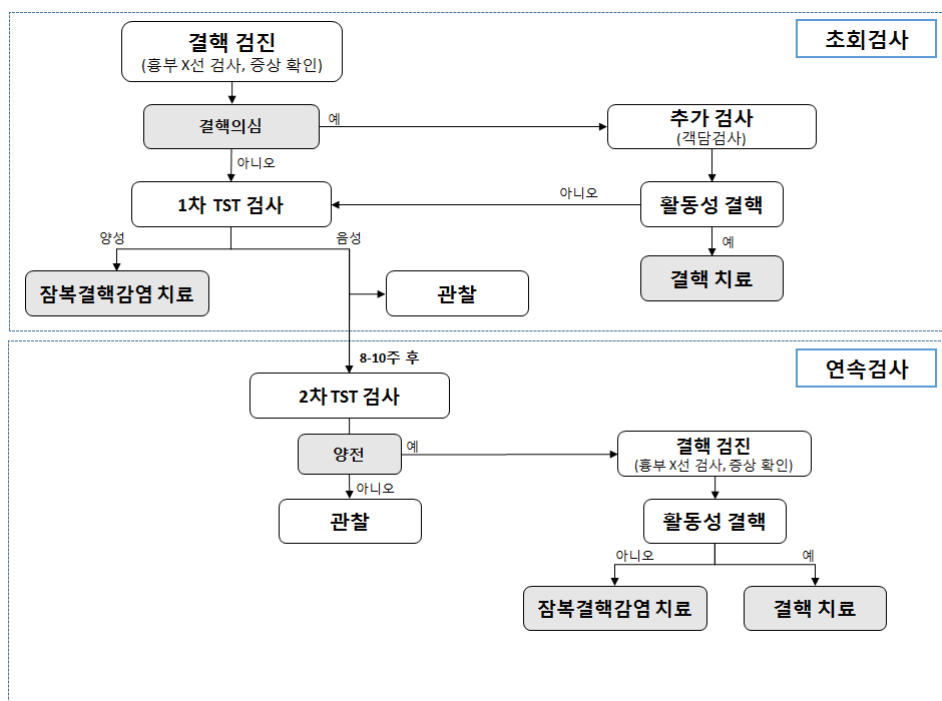 초회검사
결핵 검진
(흉부 X선 검사, 증상 확인)
결핵의심
예
추가 검사
(객담검사)
아니오
1차 TST 검사
아니오
활동성 결핵
양성
음성
예
잠복결핵감염 치료
관찰
결핵 치료
8-10주 후
연속검사
2차 TST 검사
양전
예
결핵 검진
(흉부 X선 검사, 증상 확인)
아니오
관찰
활동성 결핵
아니오
예
잠복결핵감염 치료
결핵 치료